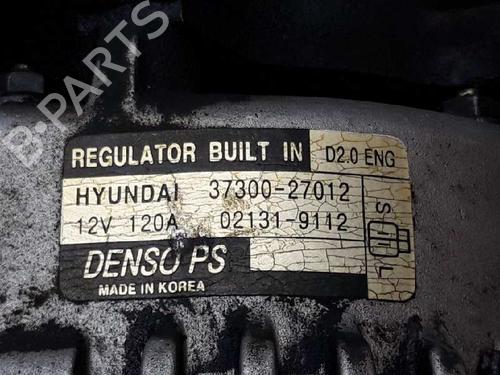 B-PARTS
REGULATOR BUILT IN D2.0 ENG
HYUNDAI 37300-27012
12V 120A 02131-9112
S
L
DENSO PS
MADE IN KOREA